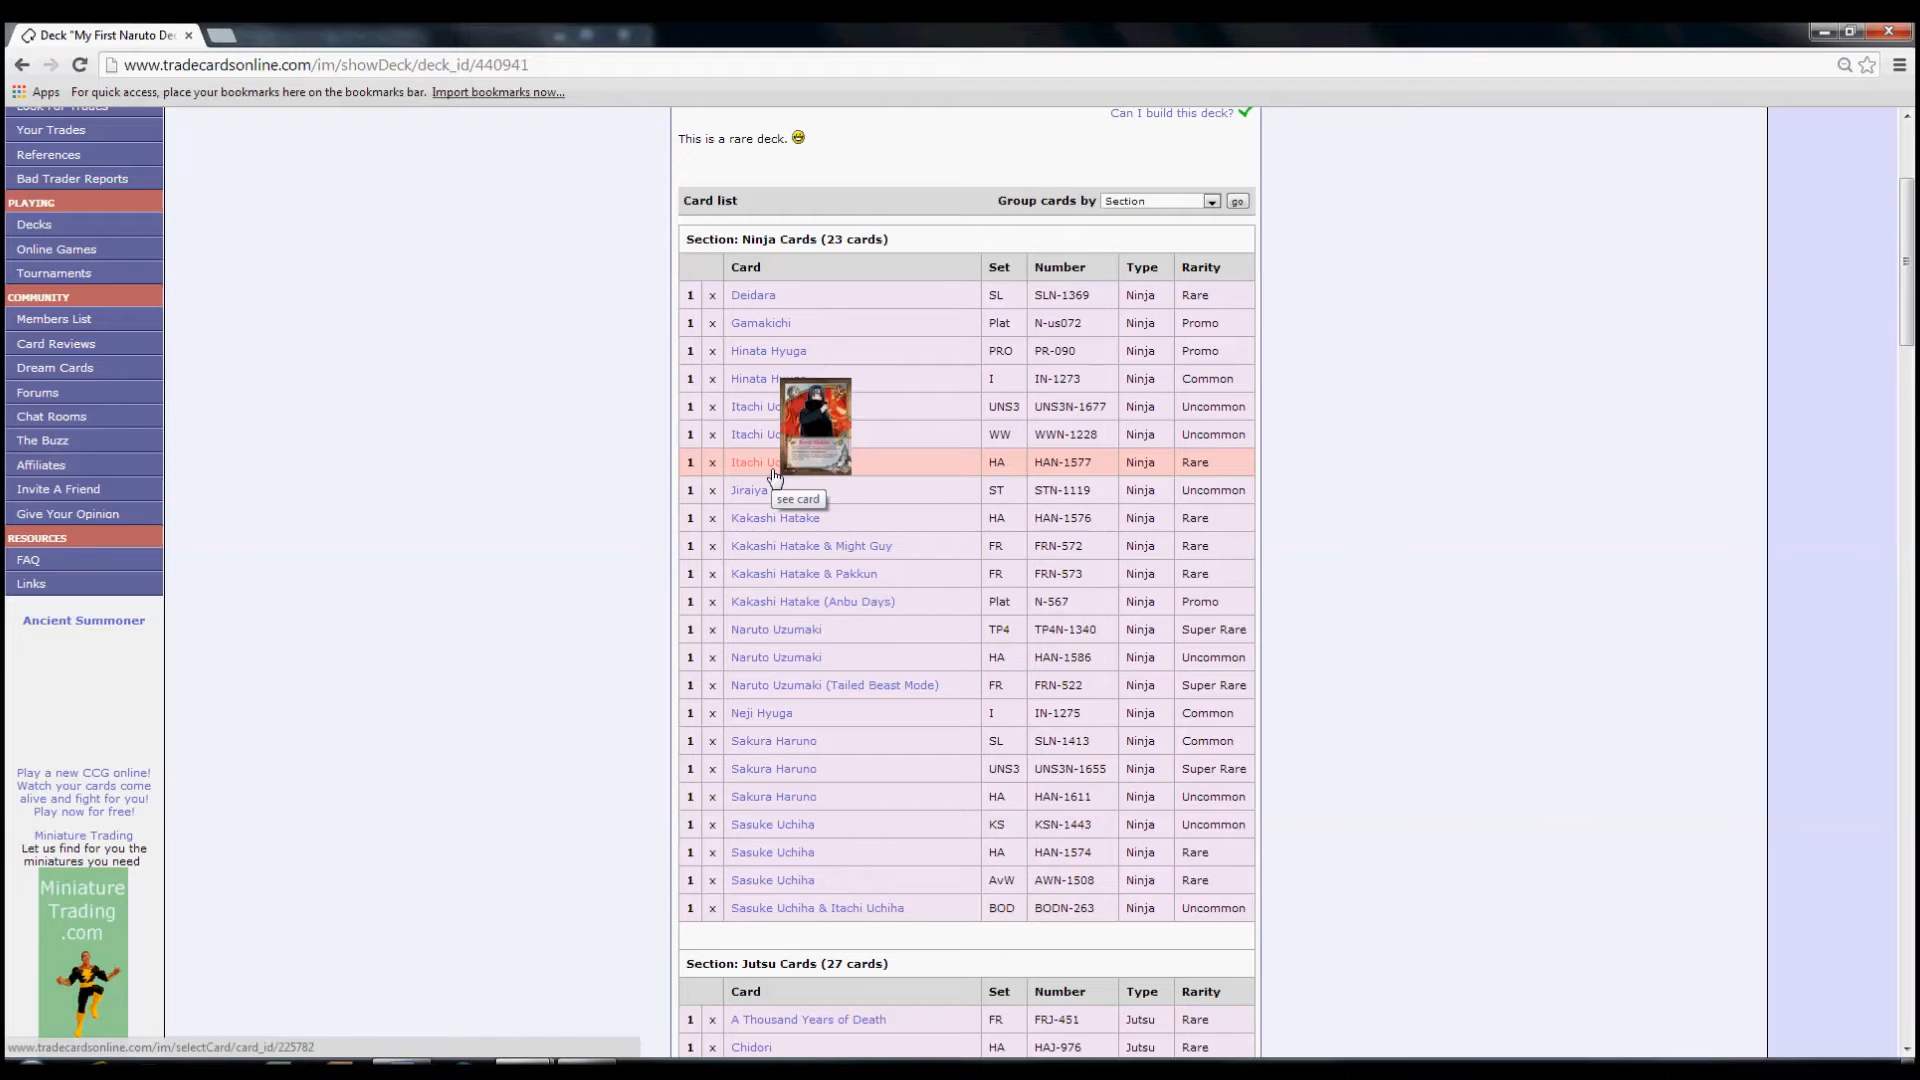 Deck "My First Naruto De
www.tradecardsonline.com/im/showDeck/deck_id/440941
Apps For quick access, place your bookmarks here on the bookmarks bar. Import bookmarks now...
Look For Trades
Your Trades
References
Bad Trader Reports
PLAYING
Decks
Online Games
Tournaments
COMMUNITY
Members List
Card Reviews
Dream Cards
Forums
Chat Rooms
The Buzz
Affiliates
Invite A Friend
Give Your Opinion
RESOURCES
FAQ
Links
Ancient Summoner
Play a new CCG online!
Watch your cards come
alive and fight for you!
Play now for free!
Miniature Trading
Let us find for you the
miniatures you need
Miniature
Trading
.com
Can I build this deck?
This is a rare deck.
Card list Group cards by Section go
Section: Ninja Cards (23 cards)
Card Set Number Type Rarity
1 x Deidara SL SLN-1369 Ninja Rare
1 x Gamakichi Plat N-us072 Ninja Promo
1 x Hinata Hyuga PRO PR-090 Ninja Promo
1 x Hinata Hyuga I IN-1273 Ninja Common
1 x Itachi Uc UNS3 UNS3N-1677 Ninja Uncommon
1 x Itachi Uc WW WWN-1228 Ninja Uncommon
1 x Itachi Uc HA HAN-1577 Ninja Rare
1 x Jiraiya ST STN-1119 Ninja Uncommon
see card
1 x Kakashi Hatake HA HAN-1576 Ninja Rare
1 x Kakashi Hatake & Might Guy FR FRN-572 Ninja Rare
1 x Kakashi Hatake & Pakkun FR FRN-573 Ninja Rare
1 x Kakashi Hatake (Anbu Days) Plat N-567 Ninja Promo
1 x Naruto Uzumaki TP4 TP4N-1340 Ninja Super Rare
1 x Naruto Uzumaki HA HAN-1586 Ninja Uncommon
1 x Naruto Uzumaki (Tailed Beast Mode) FR FRN-522 Ninja Super Rare
1 x Neji Hyuga I IN-1275 Ninja Common
1 x Sakura Haruno SL SLN-1413 Ninja Common
1 x Sakura Haruno UNS3 UNS3N-1655 Ninja Super Rare
1 x Sakura Haruno HA HAN-1611 Ninja Uncommon
1 x Sasuke Uchiha KS KSN-1443 Ninja Uncommon
1 x Sasuke Uchiha HA HAN-1574 Ninja Rare
1 x Sasuke Uchiha AvW AWN-1508 Ninja Rare
1 x Sasuke Uchiha & Itachi Uchiha BOD BODN-263 Ninja Uncommon
Section: Jutsu Cards (27 cards)
Card Set Number Type Rarity
1 x A Thousand Years of Death FR FRJ-451 Jutsu Rare
1 x Chidori HA HAJ-976 Jutsu Rare
www.tradecardsonline.com/im/selectCard/card_id/225782